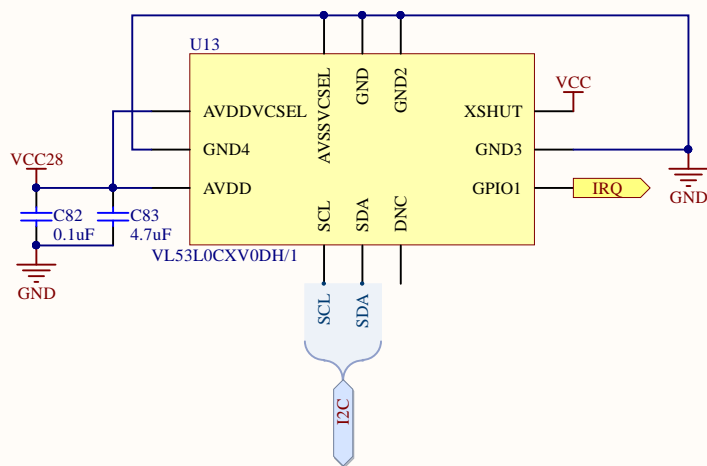 U13
VCC
AVDDVCSEL
AVSSVCSEL
GND
GND2
XSHUT
GND4
GND3
VCC28
AVDD
GPIO1
IRQ
GND
C82
0.1uF
C83
4.7uF
SCL
SDA
DNC
VL53L0CXV0DH/1
GND
SCL
SDA
I2C